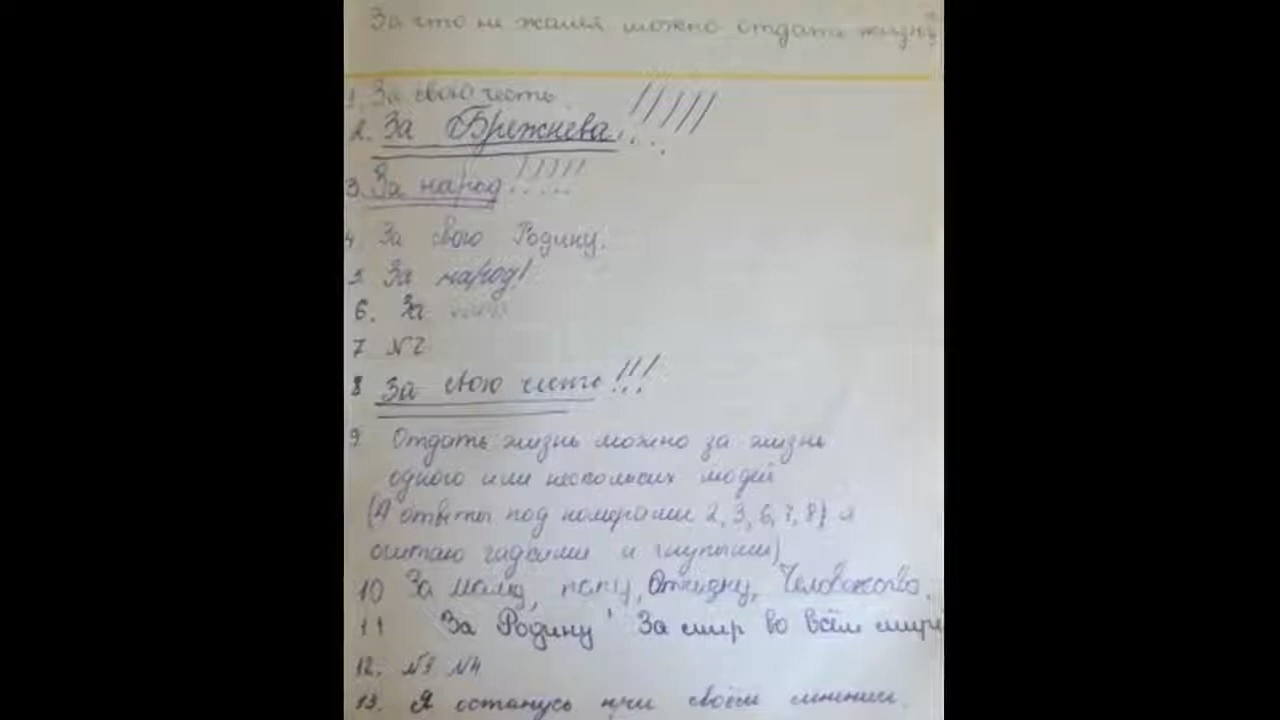 За что не жаль можно отдать жизнь
1. За свою честь
2. За Брежнева.....!!!!!
3. За народ!!!!!
4. За свою Родину.
5. За народ!
6. За
7 №2
8 За свою честь!!!
9. Отдать жизнь можно за жизнь
одного или нескольких людей
(А ответы под номерами 2, 3, 6, 7, 8) я
считаю гадкими и глупыми)
10 За маму, папу, Отчизну, Человечество.
11 За Родину! За мир во всём мире
12. №1 №4
13. Я останусь при своём мнении.